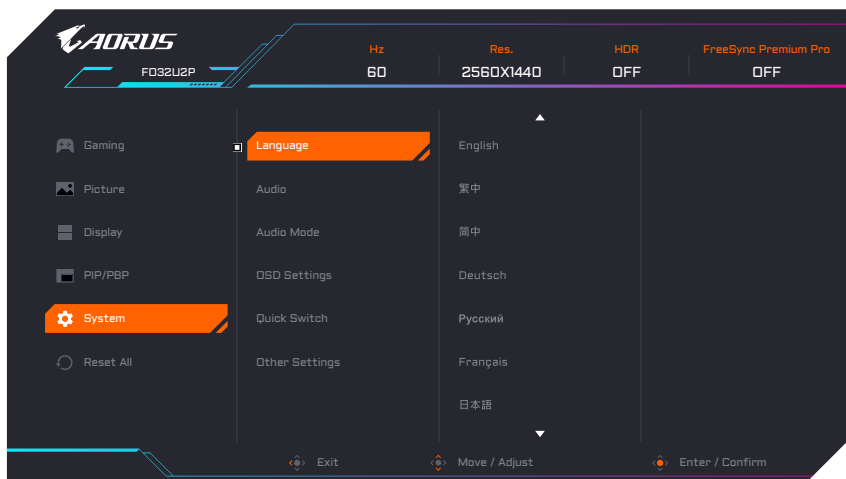 AORUS
FO32U2P
Hz
60
Res.
2560X1440
HDR
OFF
FreeSync Premium Pro
OFF
Gaming
Picture
Display
PIP/PBP
System
Reset All
Language
Audio
Audio Mode
OSD Settings
Quick Switch
Other Settings
English
繁中
简中
Deutsch
Русский
Français
日本語
Exit
Move / Adjust
Enter / Confirm